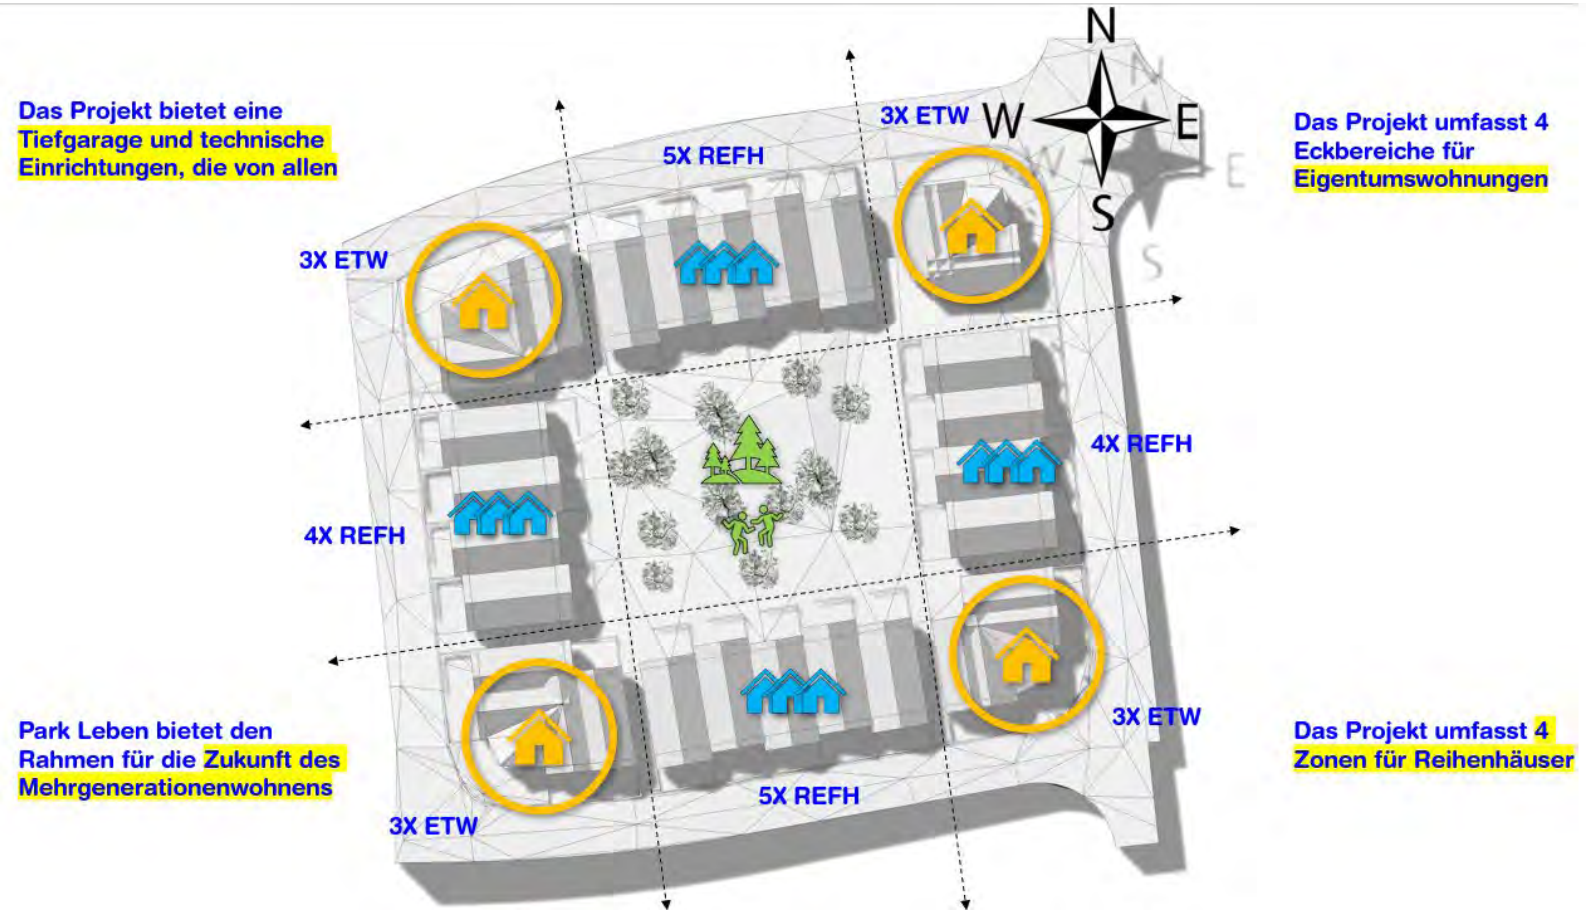 Das Projekt bietet eine
Tiefgarage und technische
Einrichtungen, die von allen
3X ETW
5X REFH
3X ETW
N
W
E
S
N
W
E
S
Das Projekt umfasst 4
Eckbereiche für
Eigentumswohnungen
4X REFH
4X REFH
Park Leben bietet den
Rahmen für die Zukunft des
Mehrgenerationenwohnens
3X ETW
5X REFH
3X ETW
Das Projekt umfasst 4
Zonen für Reihenhäuser